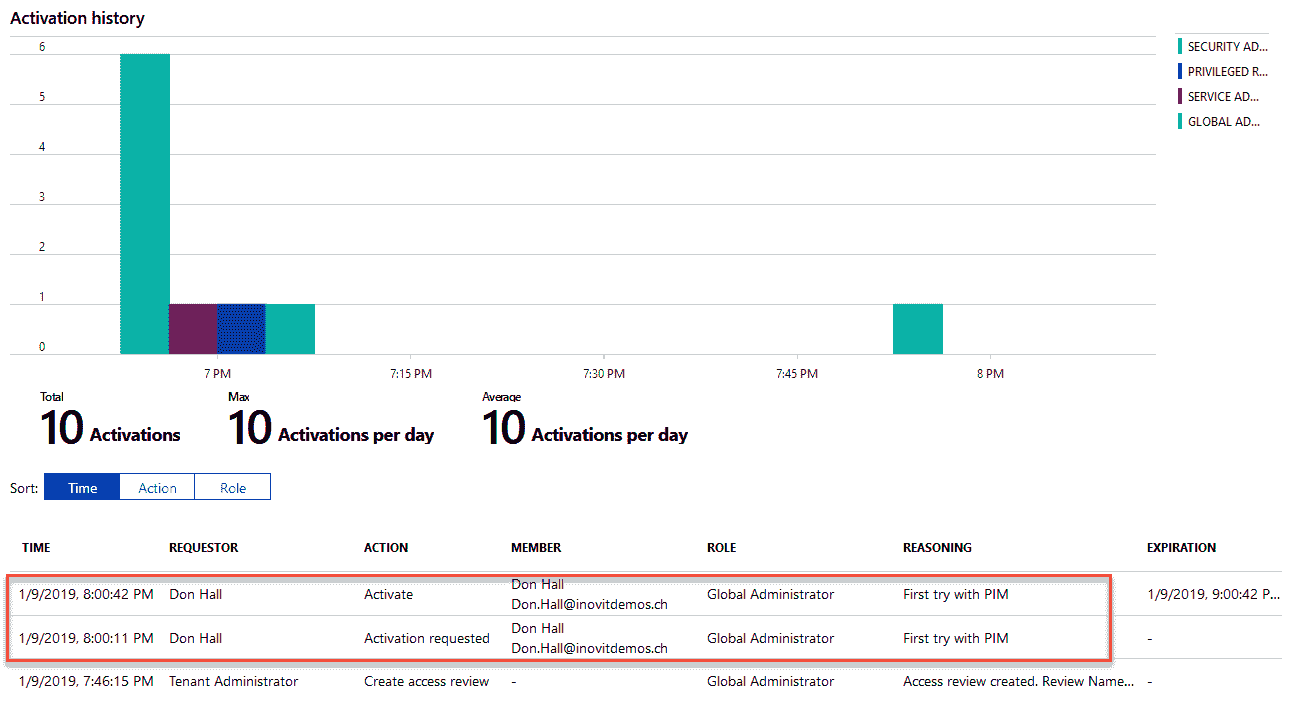 Activation history
6
5
4
3
2
1
0
7 PM 7:15 PM 7:30 PM 7:45 PM 8 PM
SECURITY AD...
PRIVILEGED R...
SERVICE AD...
GLOBAL AD...
Total Max Average
10 Activations 10 Activations per day 10 Activations per day
Sort: Time Action Role
TIME REQUESTOR ACTION MEMBER ROLE REASONING EXPIRATION
1/9/2019, 8:00:42 PM Don Hall Activate Don Hall Global Administrator First try with PIM 1/9/2019, 9:00:42 P...
Don.Hall@inovitdemos.ch
1/9/2019, 8:00:11 PM Don Hall Activation requested Don Hall Global Administrator First try with PIM -
Don.Hall@inovitdemos.ch
1/9/2019, 7:46:15 PM Tenant Administrator Create access review - Global Administrator Access review created. Review Name... -